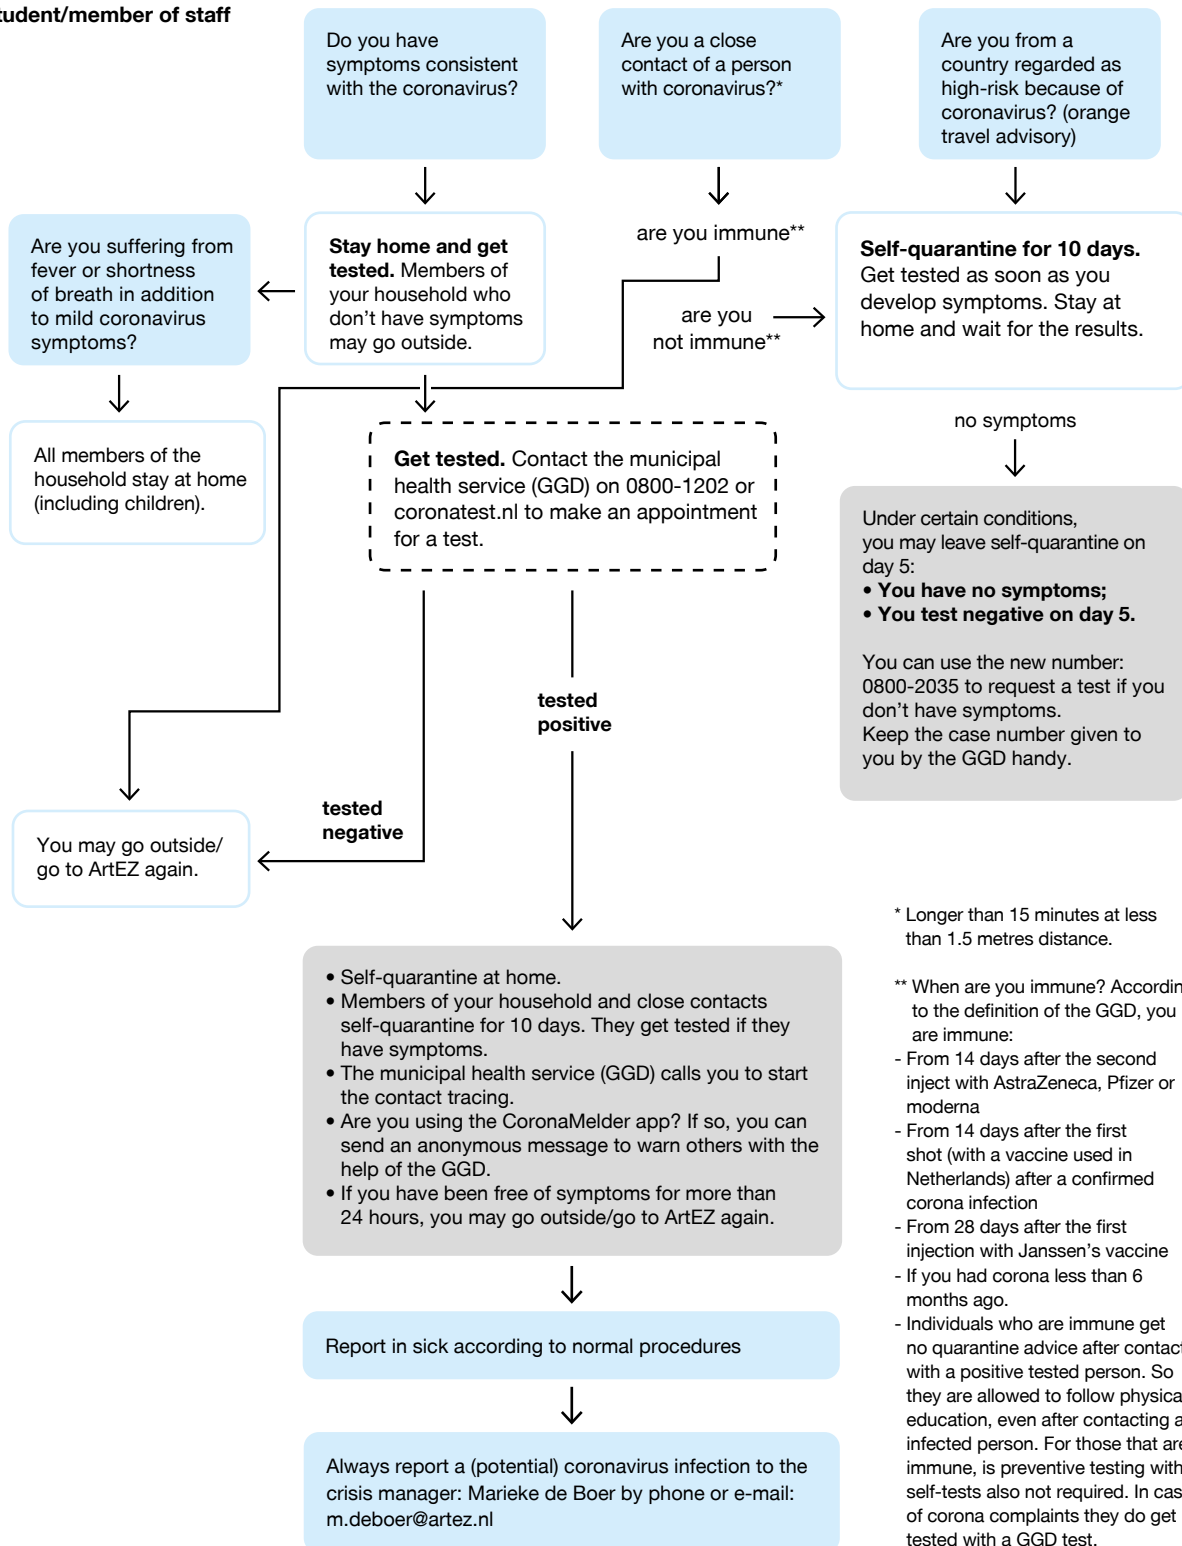 tudent/member of staff
Do you have
symptoms consistent
with the coronavirus?
Are you a close
contact of a person
with coronavirus?*
Are you from a
country regarded as
high-risk because of
coronavirus? (orange
travel advisory)
Are you suffering from
fever or shortness
of breath in addition
to mild coronavirus
symptoms?
Stay home and get
tested. Members of
your household who
don’t have symptoms
may go outside.
are you immune**
are you
not immune**
Self-quarantine for 10 days.
Get tested as soon as you
develop symptoms. Stay at
home and wait for the results.
All members of the
household stay at home
(including children).
Get tested. Contact the municipal
health service (GGD) on 0800-1202 or
coronatest.nl to make an appointment
for a test.
no symptoms
Under certain conditions,
you may leave self-quarantine on
day 5:
• You have no symptoms;
• You test negative on day 5.
You can use the new number:
0800-2035 to request a test if you
don’t have symptoms.
Keep the case number given to
you by the GGD handy.
tested
positive
tested
negative
You may go outside/
go to ArtEZ again.
• Self-quarantine at home.
• Members of your household and close contacts
self-quarantine for 10 days. They get tested if they
have symptoms.
• The municipal health service (GGD) calls you to start
the contact tracing.
• Are you using the CoronaMelder app? If so, you can
send an anonymous message to warn others with the
help of the GGD.
• If you have been free of symptoms for more than
24 hours, you may go outside/go to ArtEZ again.
Report in sick according to normal procedures
Always report a (potential) coronavirus infection to the
crisis manager: Marieke de Boer by phone or e-mail:
m.deboer@artez.nl
* Longer than 15 minutes at less
than 1.5 metres distance.
** When are you immune? Accordin
to the definition of the GGD, you
are immune:
- From 14 days after the second
inject with AstraZeneca, Pfizer or
moderna
- From 14 days after the first
shot (with a vaccine used in
Netherlands) after a confirmed
corona infection
- From 28 days after the first
injection with Janssen’s vaccine
- If you had corona less than 6
months ago.
- Individuals who are immune get
no quarantine advice after contact
with a positive tested person. So
they are allowed to follow physica
education, even after contacting a
infected person. For those that are
immune, is preventive testing with
self-tests also not required. In cas
of corona complaints they do get
tested with a GGD test.